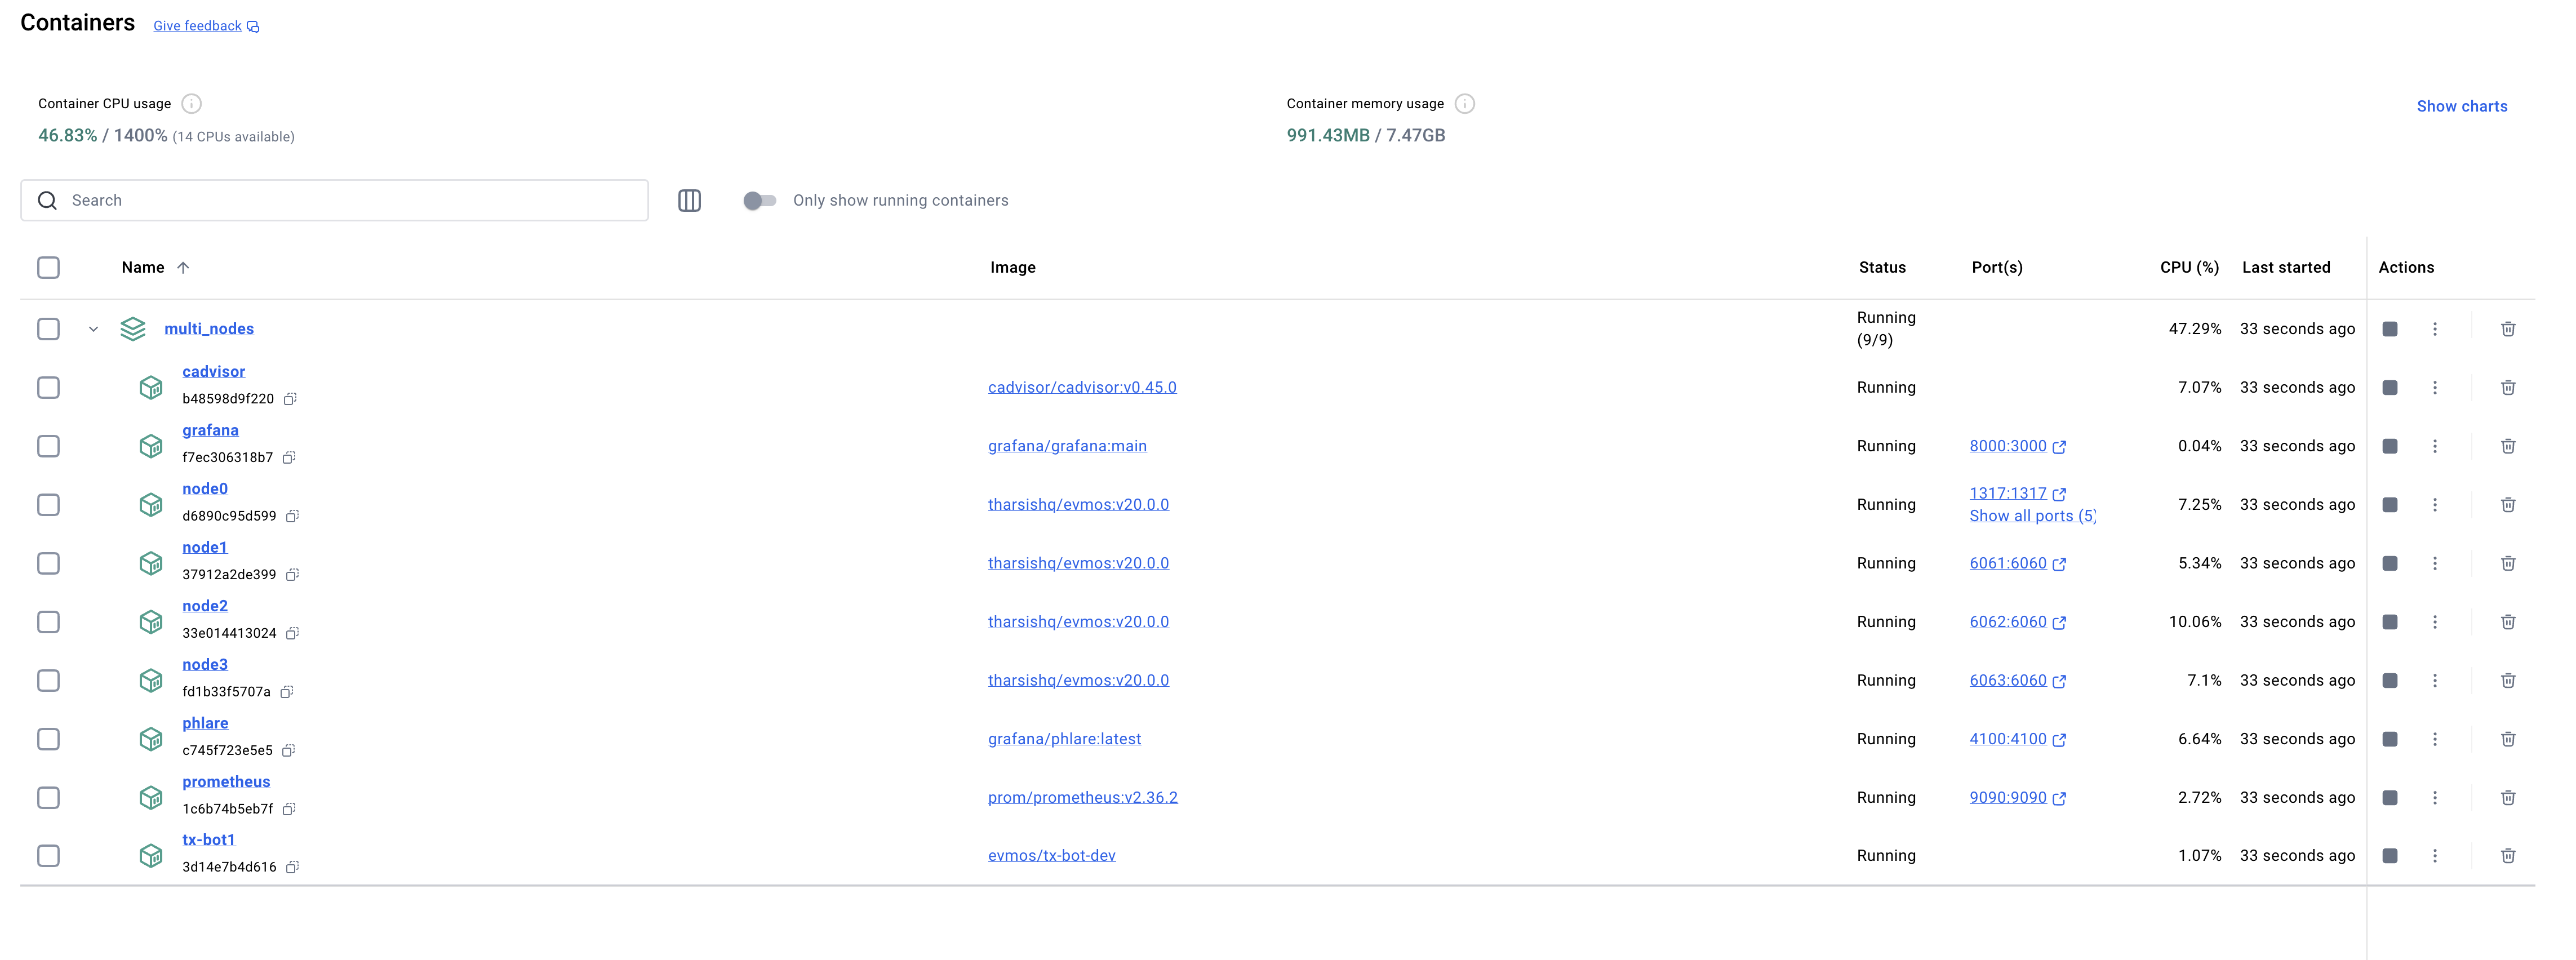 Containers Give feedback
Container CPU usage
46.83% / 1400% (14 CPUs available)
Container memory usage
991.43MB / 7.47GB
Show charts
Search
Only show running containers
Name Image Status Port(s) CPU (%) Last started Actions
multi_nodes Running (9/9) 47.29% 33 seconds ago
cadvisor
b48598d9f220
cadvisor/cadvisor:v0.45.0 Running 7.07% 33 seconds ago
grafana
f7ec306318b7
grafana/grafana:main Running 8000:3000 0.04% 33 seconds ago
node0
d6890c95d599
tharsishq/evmos:v20.0.0 Running 1317:1317 7.25% 33 seconds ago
Show all ports (5)
node1
37912a2de399
tharsishq/evmos:v20.0.0 Running 6061:6060 5.34% 33 seconds ago
node2
33e014413024
tharsishq/evmos:v20.0.0 Running 6062:6060 10.06% 33 seconds ago
node3
fd1b33f5707a
tharsishq/evmos:v20.0.0 Running 6063:6060 7.1% 33 seconds ago
phlare
c745f723e5e5
grafana/phlare:latest Running 4100:4100 6.64% 33 seconds ago
prometheus
1c6b74b5eb7f
prom/prometheus:v2.36.2 Running 9090:9090 2.72% 33 seconds ago
tx-bot1
3d14e7b4d616
evmos/tx-bot-dev Running 1.07% 33 seconds ago